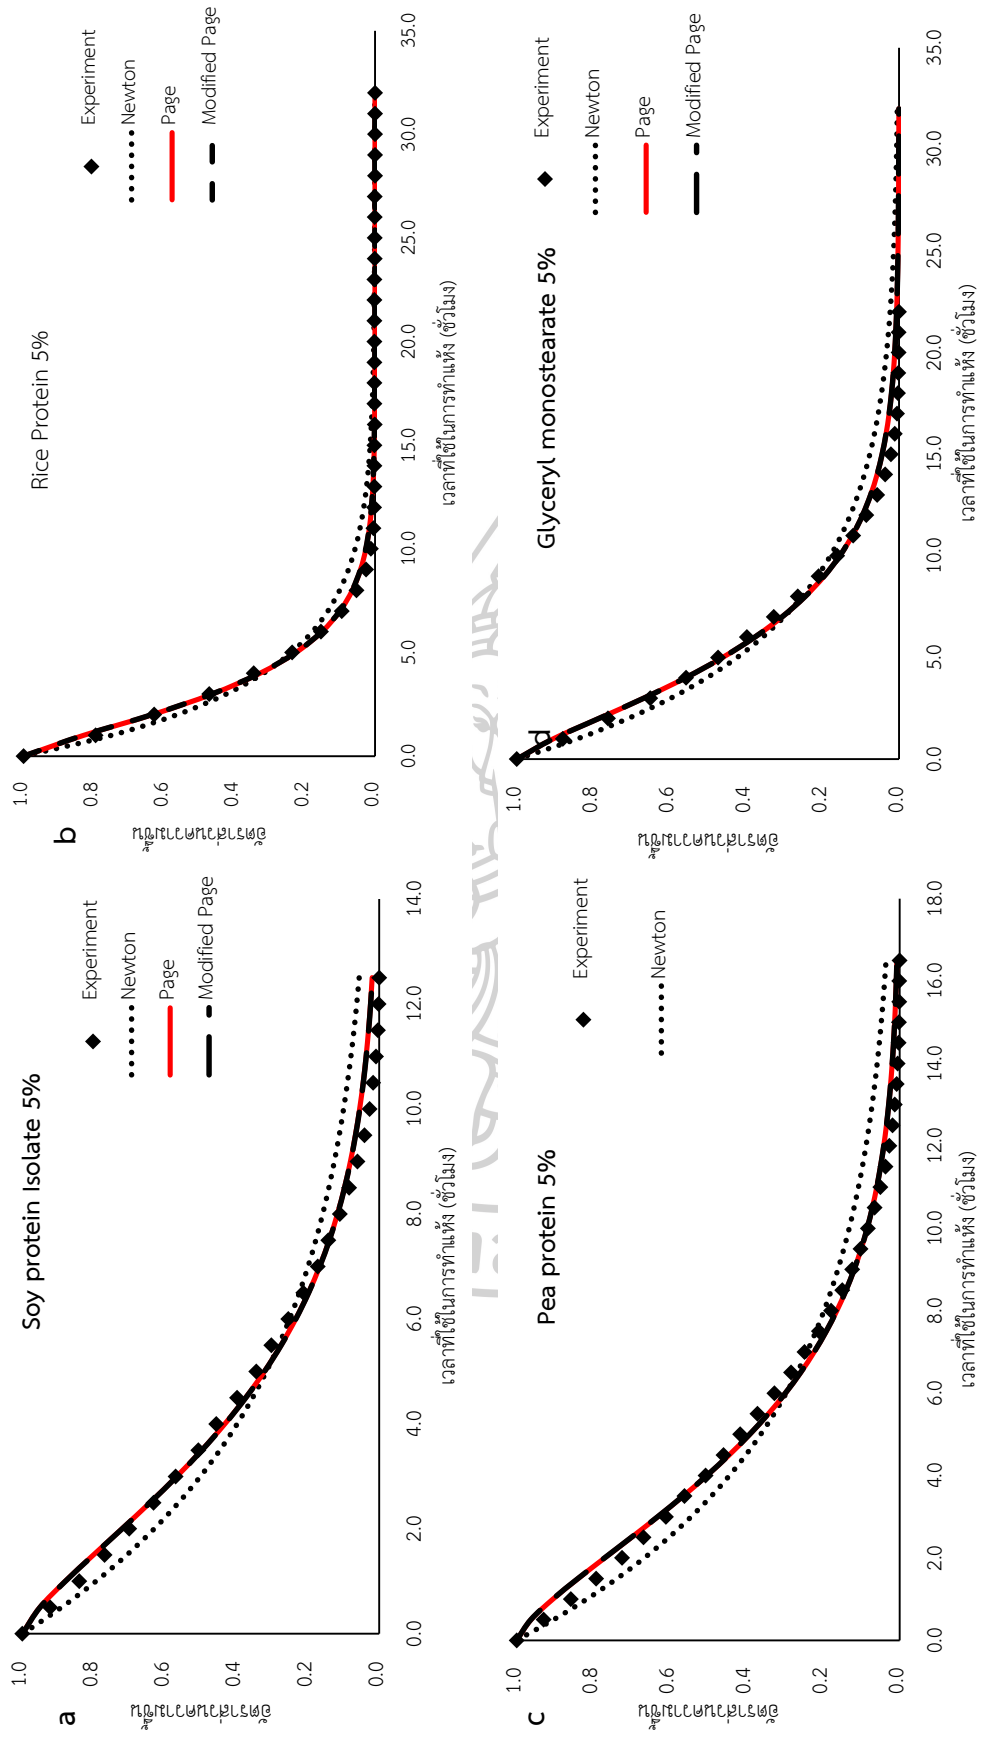 a
Soy protein Isolate 5%
อัตราส่วนความชื้น
1.0
0.8
0.6
0.4
0.2
0.0
0.0 2.0 4.0 6.0 8.0 10.0 12.0 14.0
เวลาที่ใช้ในการทำแห้ง (ชั่วโมง)
Experiment
Newton
Page
Modified Page
b
Rice Protein 5%
อัตราส่วนความชื้น
1.0
0.8
0.6
0.4
0.2
0.0
0.0 5.0 10.0 15.0 20.0 25.0 30.0 35.0
เวลาที่ใช้ในการทำแห้ง (ชั่วโมง)
Experiment
Newton
Page
Modified Page
c
Pea protein 5%
อัตราส่วนความชื้น
1.0
0.8
0.6
0.4
0.2
0.0
0.0 2.0 4.0 6.0 8.0 10.0 12.0 14.0 16.0 18.0
เวลาที่ใช้ในการทำแห้ง (ชั่วโมง)
Experiment
Newton
d
Glyceryl monostearate 5%
อัตราส่วนความชื้น
1.0
0.8
0.6
0.4
0.2
0.0
0.0 5.0 10.0 15.0 20.0 25.0 30.0 35.0
เวลาที่ใช้ในการทำแห้ง (ชั่วโมง)
Experiment
Newton
Page
Modified Page